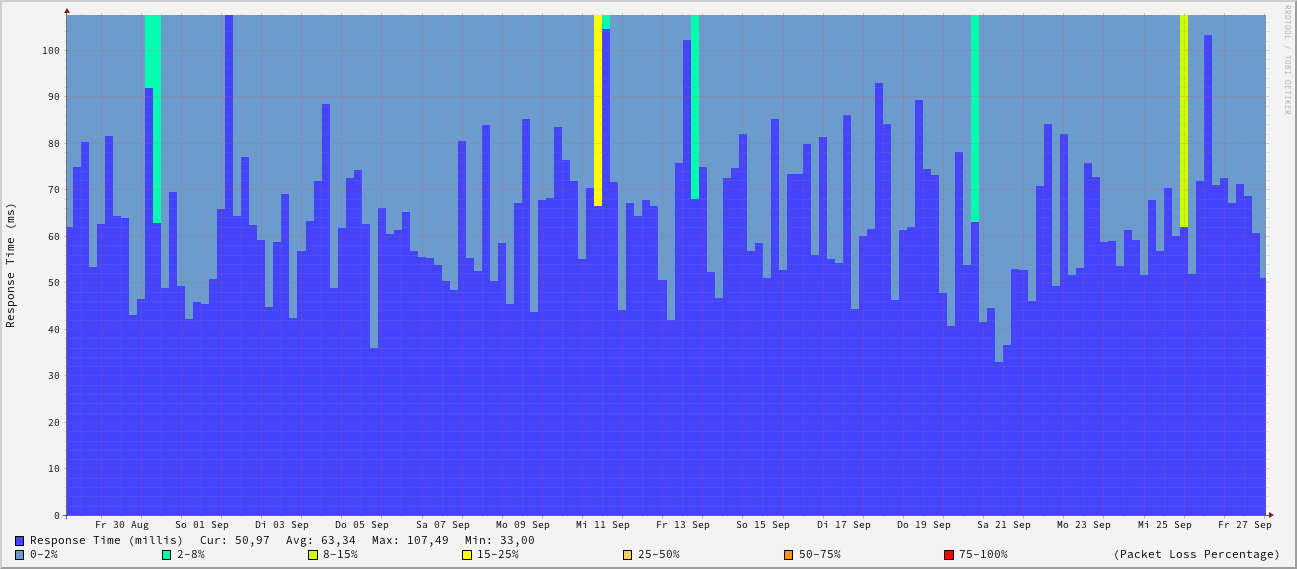 RRDTOOL / TOBI OETIKER
Response Time (ms)
100
90
80
70
60
50
40
30
20
10
0
Fr 30 Aug So 01 Sep Di 03 Sep Do 05 Sep Sa 07 Sep Mo 09 Sep Mi 11 Sep Fr 13 Sep So 15 Sep Di 17 Sep Do 19 Sep Sa 21 Sep Mo 23 Sep Mi 25 Sep Fr 27 Sep
Response Time (millis) Cur: 50,97 Avg: 63,34 Max: 107,49 Min: 33,00
0-2% 2-8% 8-15% 15-25% 25-50% 50-75% 75-100% (Packet Loss Percentage)